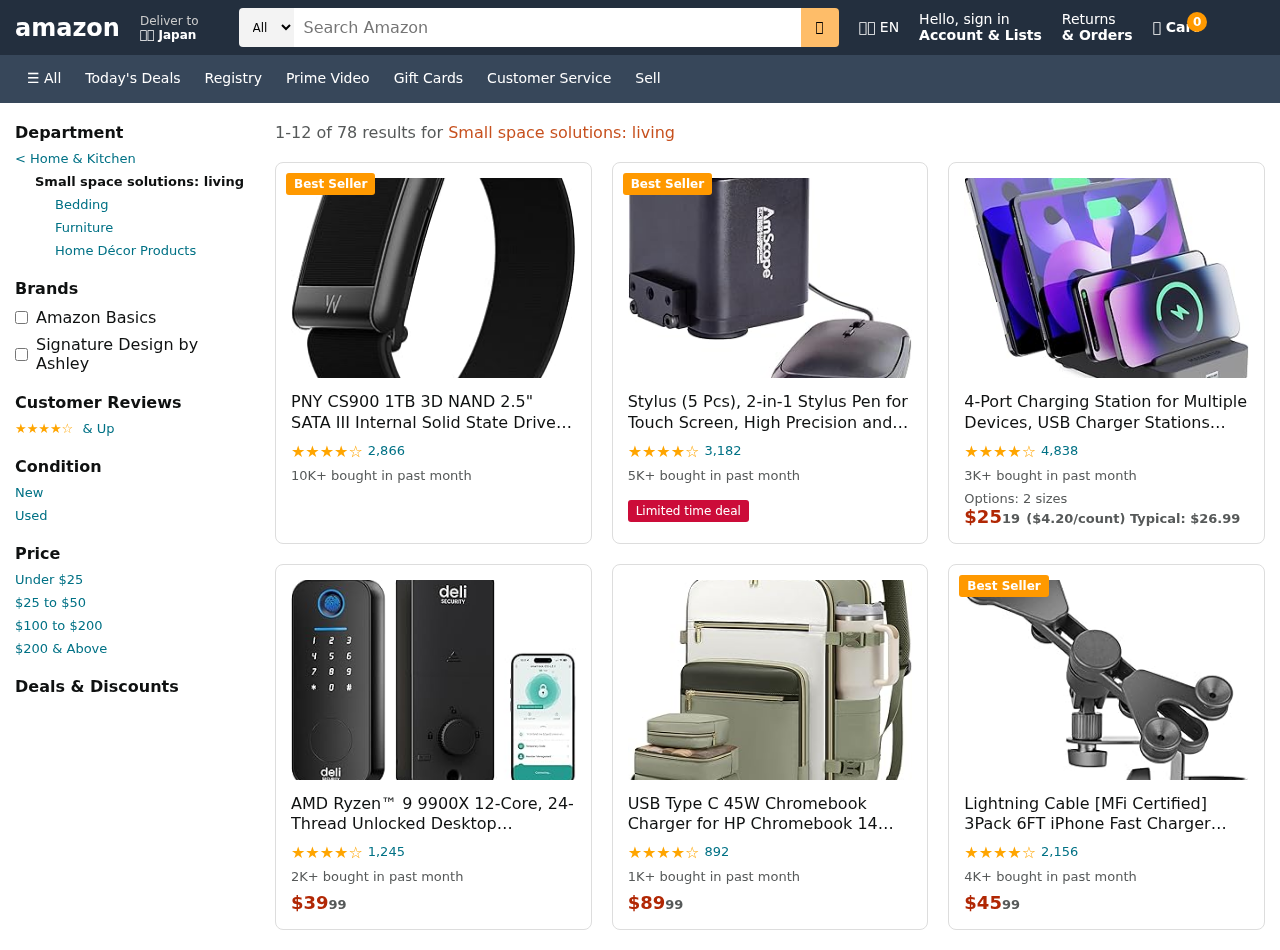 amazon
Deliver to
Japan
All
Search Amazon
EN
Hello, sign in
Account & Lists
Returns
& Orders
0
☰ All
Today's Deals
Registry
Prime Video
Gift Cards
Customer Service
Sell
Department
< Home & Kitchen
Small space solutions: living
Bedding
Furniture
Home Décor Products
Brands
Amazon Basics
Signature Design by
Ashley
Customer Reviews
★★★★☆ & Up
Condition
New
Used
Price
Under $25
$25 to $50
$100 to $200
$200 & Above
Deals & Discounts
1-12 of 78 results for Small space solutions: living
Best Seller
PNY CS900 1TB 3D NAND 2.5"
SATA III Internal Solid State Drive…
★★★★☆ 2,866
10K+ bought in past month
Best Seller
AmScope
Stylus (5 Pcs), 2-in-1 Stylus Pen for
Touch Screen, High Precision and…
★★★★☆ 3,182
5K+ bought in past month
Limited time deal
4-Port Charging Station for Multiple
Devices, USB Charger Stations…
★★★★☆ 4,838
3K+ bought in past month
Options: 2 sizes
$25 19 ($4.20/count) Typical: $26.99
1 2 3
4 5 6
7 8 9
* 0 #
deli
deli
SECURITY
AMD Ryzen™ 9 9900X 12-Core, 24-
Thread Unlocked Desktop…
★★★★☆ 1,245
2K+ bought in past month
$39 99
USB Type C 45W Chromebook
Charger for HP Chromebook 14…
★★★★☆ 892
1K+ bought in past month
$89 99
Best Seller
Lightning Cable [MFi Certified]
3Pack 6FT iPhone Fast Charger…
★★★★☆ 2,156
4K+ bought in past month
$45 99